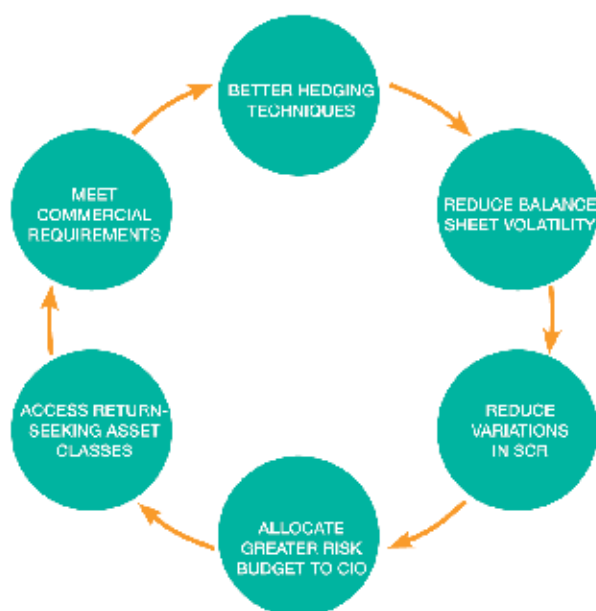 BETTER HEDGING
TECHNIQUES
REDUCE BALANCE
SHEET VOLATILITY
REDUCE
VARIATIONS
IN SCR
ALLOCATE
GREATER RISK
BUDGET TO CIO
ACCESS RETURN-
SEEKING ASSET
CLASSES
MEET
COMMERCIAL
REQUIREMENTS